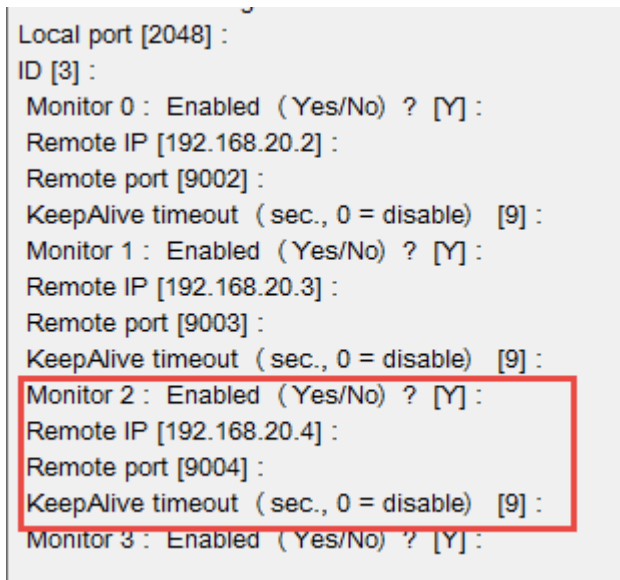 Local port [2048] :
ID [3] :
Monitor 0 : Enabled （Yes/No） ? [Y] :
Remote IP [192.168.20.2] :
Remote port [9002] :
KeepAlive timeout （sec., 0 = disable） [9] :
Monitor 1 : Enabled （Yes/No） ? [Y] :
Remote IP [192.168.20.3] :
Remote port [9003] :
KeepAlive timeout （sec., 0 = disable） [9] :
Monitor 2 : Enabled （Yes/No） ? [Y] :
Remote IP [192.168.20.4] :
Remote port [9004] :
KeepAlive timeout （sec., 0 = disable） [9] :
Monitor 3 : Enabled （Yes/No） ? [Y] :